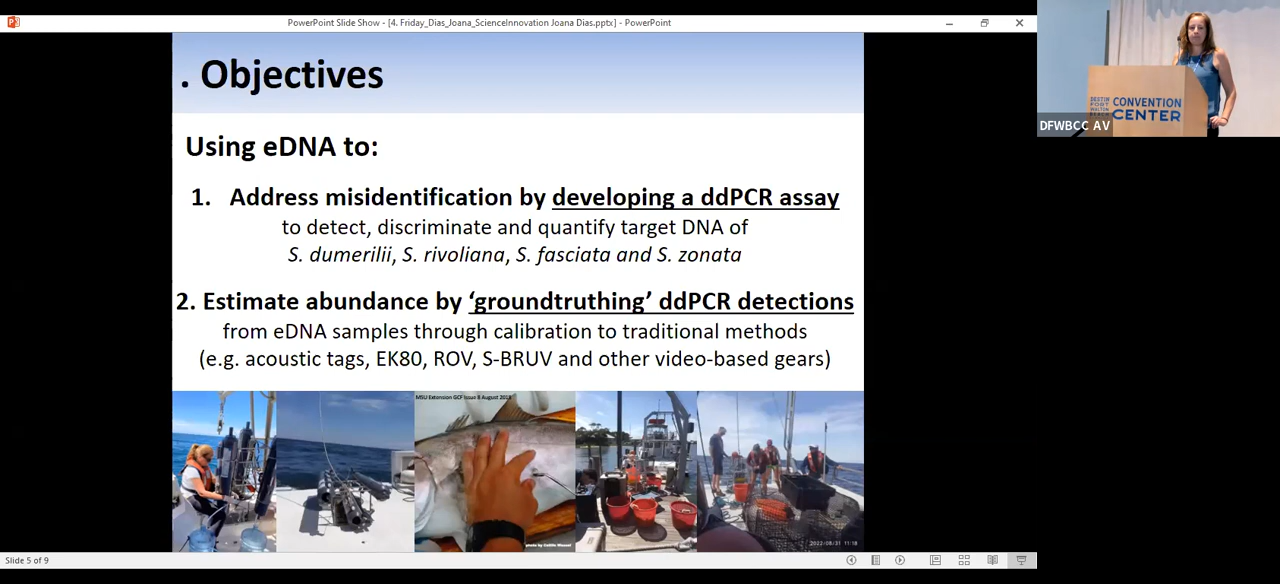 PowerPoint Slide Show - [4. Friday_Dias_Joana_ScienceInnovation Joana Dias.pptx] - PowerPoint
. Objectives
Using eDNA to:
1. Address misidentification by developing a ddPCR assay
to detect, discriminate and quantify target DNA of
S. dumerilii, S. rivoliana, S. fasciata and S. zonata
2. Estimate abundance by ‘groundtruthing’ ddPCR detections
from eDNA samples through calibration to traditional methods
(e.g. acoustic tags, EK80, ROV, S-BRUV and other video-based gears)
MSU Extension GCF Issue 8 August 2018
2022/08/31 11:18
Slide 5 of 9
DESTIN
FORT
WALTON
BEACH
CONVENTION
CENTER
DFWBCC AV